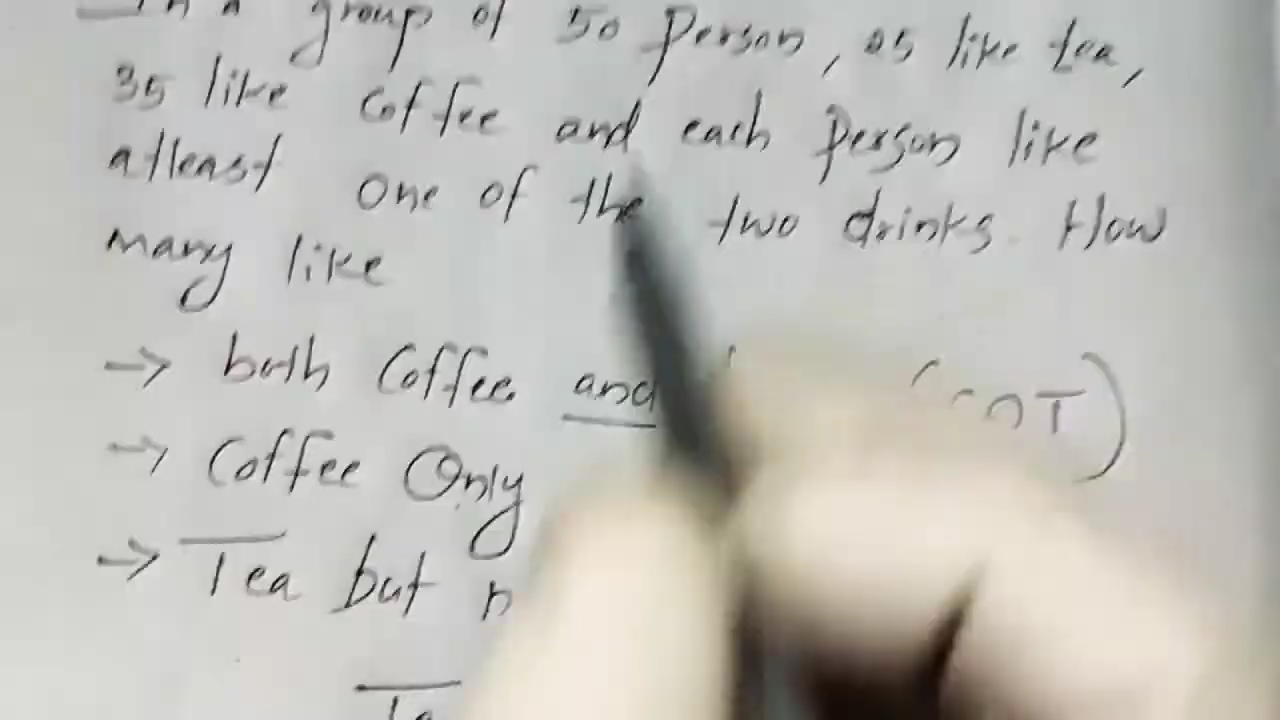 In a group of 50 Person, 25 like tea,
35 like Coffee and each Person like
atleast One of the two drinks. How
many like
→ both Coffee and
→ Coffee Only
→ Tea but